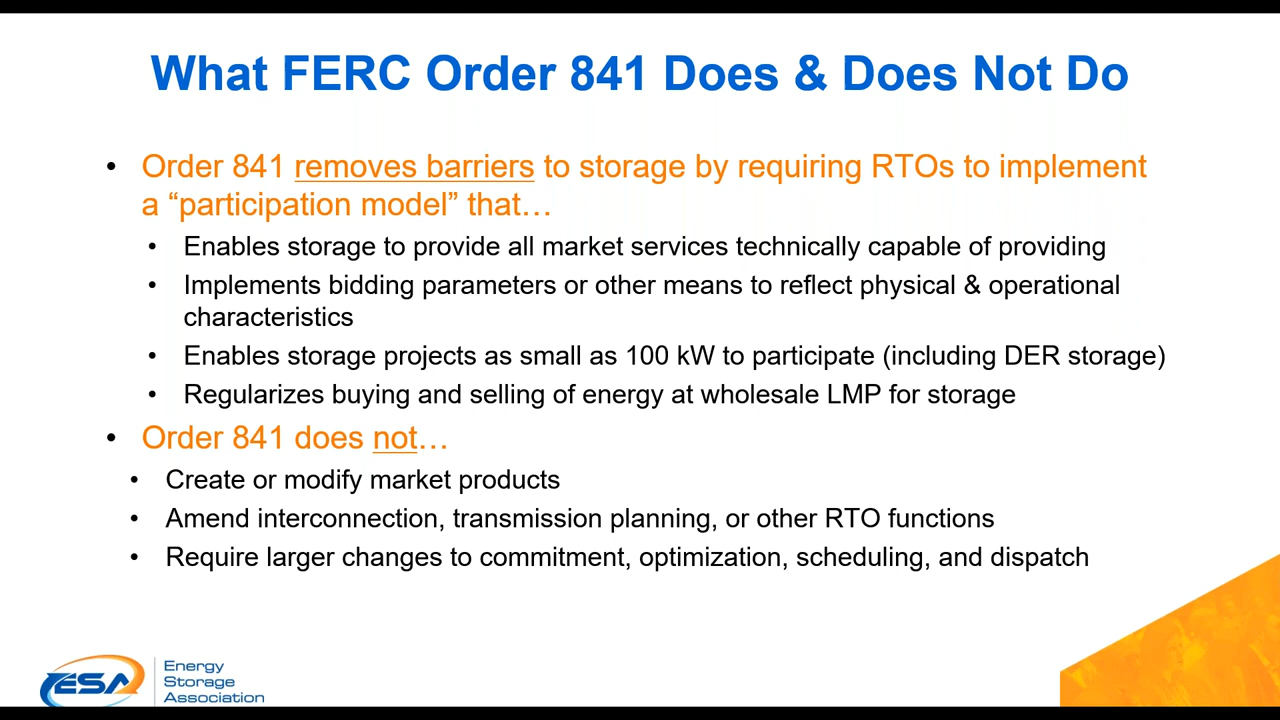 What FERC Order 841 Does & Does Not Do
• Order 841 removes barriers to storage by requiring RTOs to implement
a “participation model” that…
• Enables storage to provide all market services technically capable of providing
• Implements bidding parameters or other means to reflect physical & operational
characteristics
• Enables storage projects as small as 100 kW to participate (including DER storage)
• Regularizes buying and selling of energy at wholesale LMP for storage
• Order 841 does not…
• Create or modify market products
• Amend interconnection, transmission planning, or other RTO functions
• Require larger changes to commitment, optimization, scheduling, and dispatch
ESA
Energy
Storage
Association